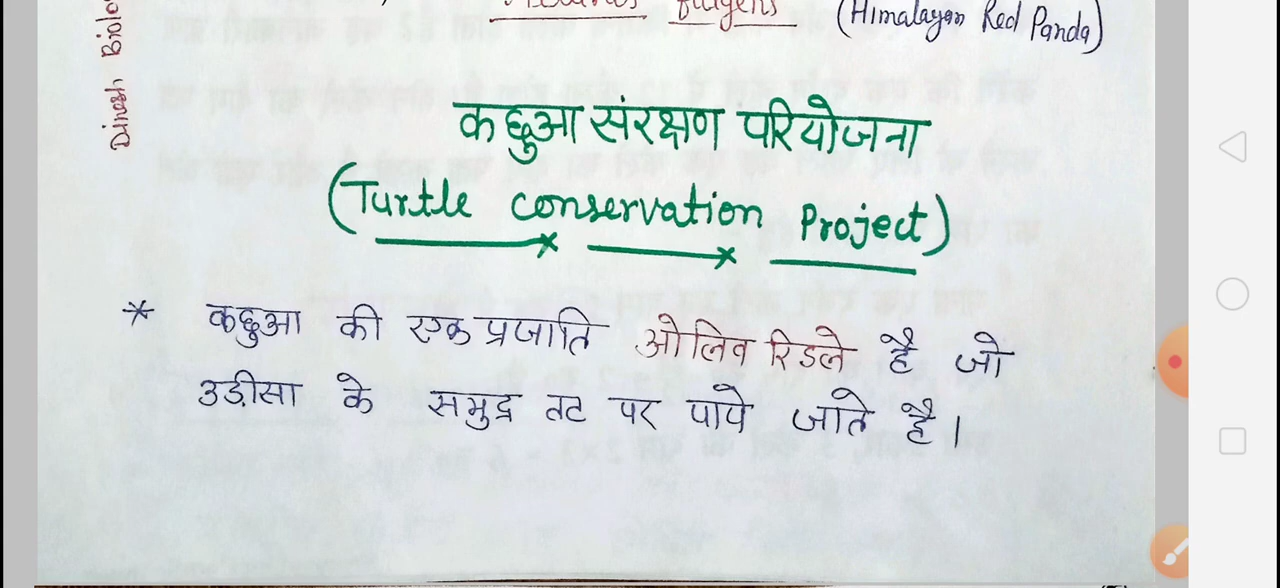 fulgens (Himalayan Red Panda)
Dinesh Biolo
कछुआ संरक्षण परियोजना
(Turtle conservation Project)
* कछुआ की एक प्रजाति ओलिव रिडले है जो
उड़ीसा के समुद्र तट पर पाये जाते है।